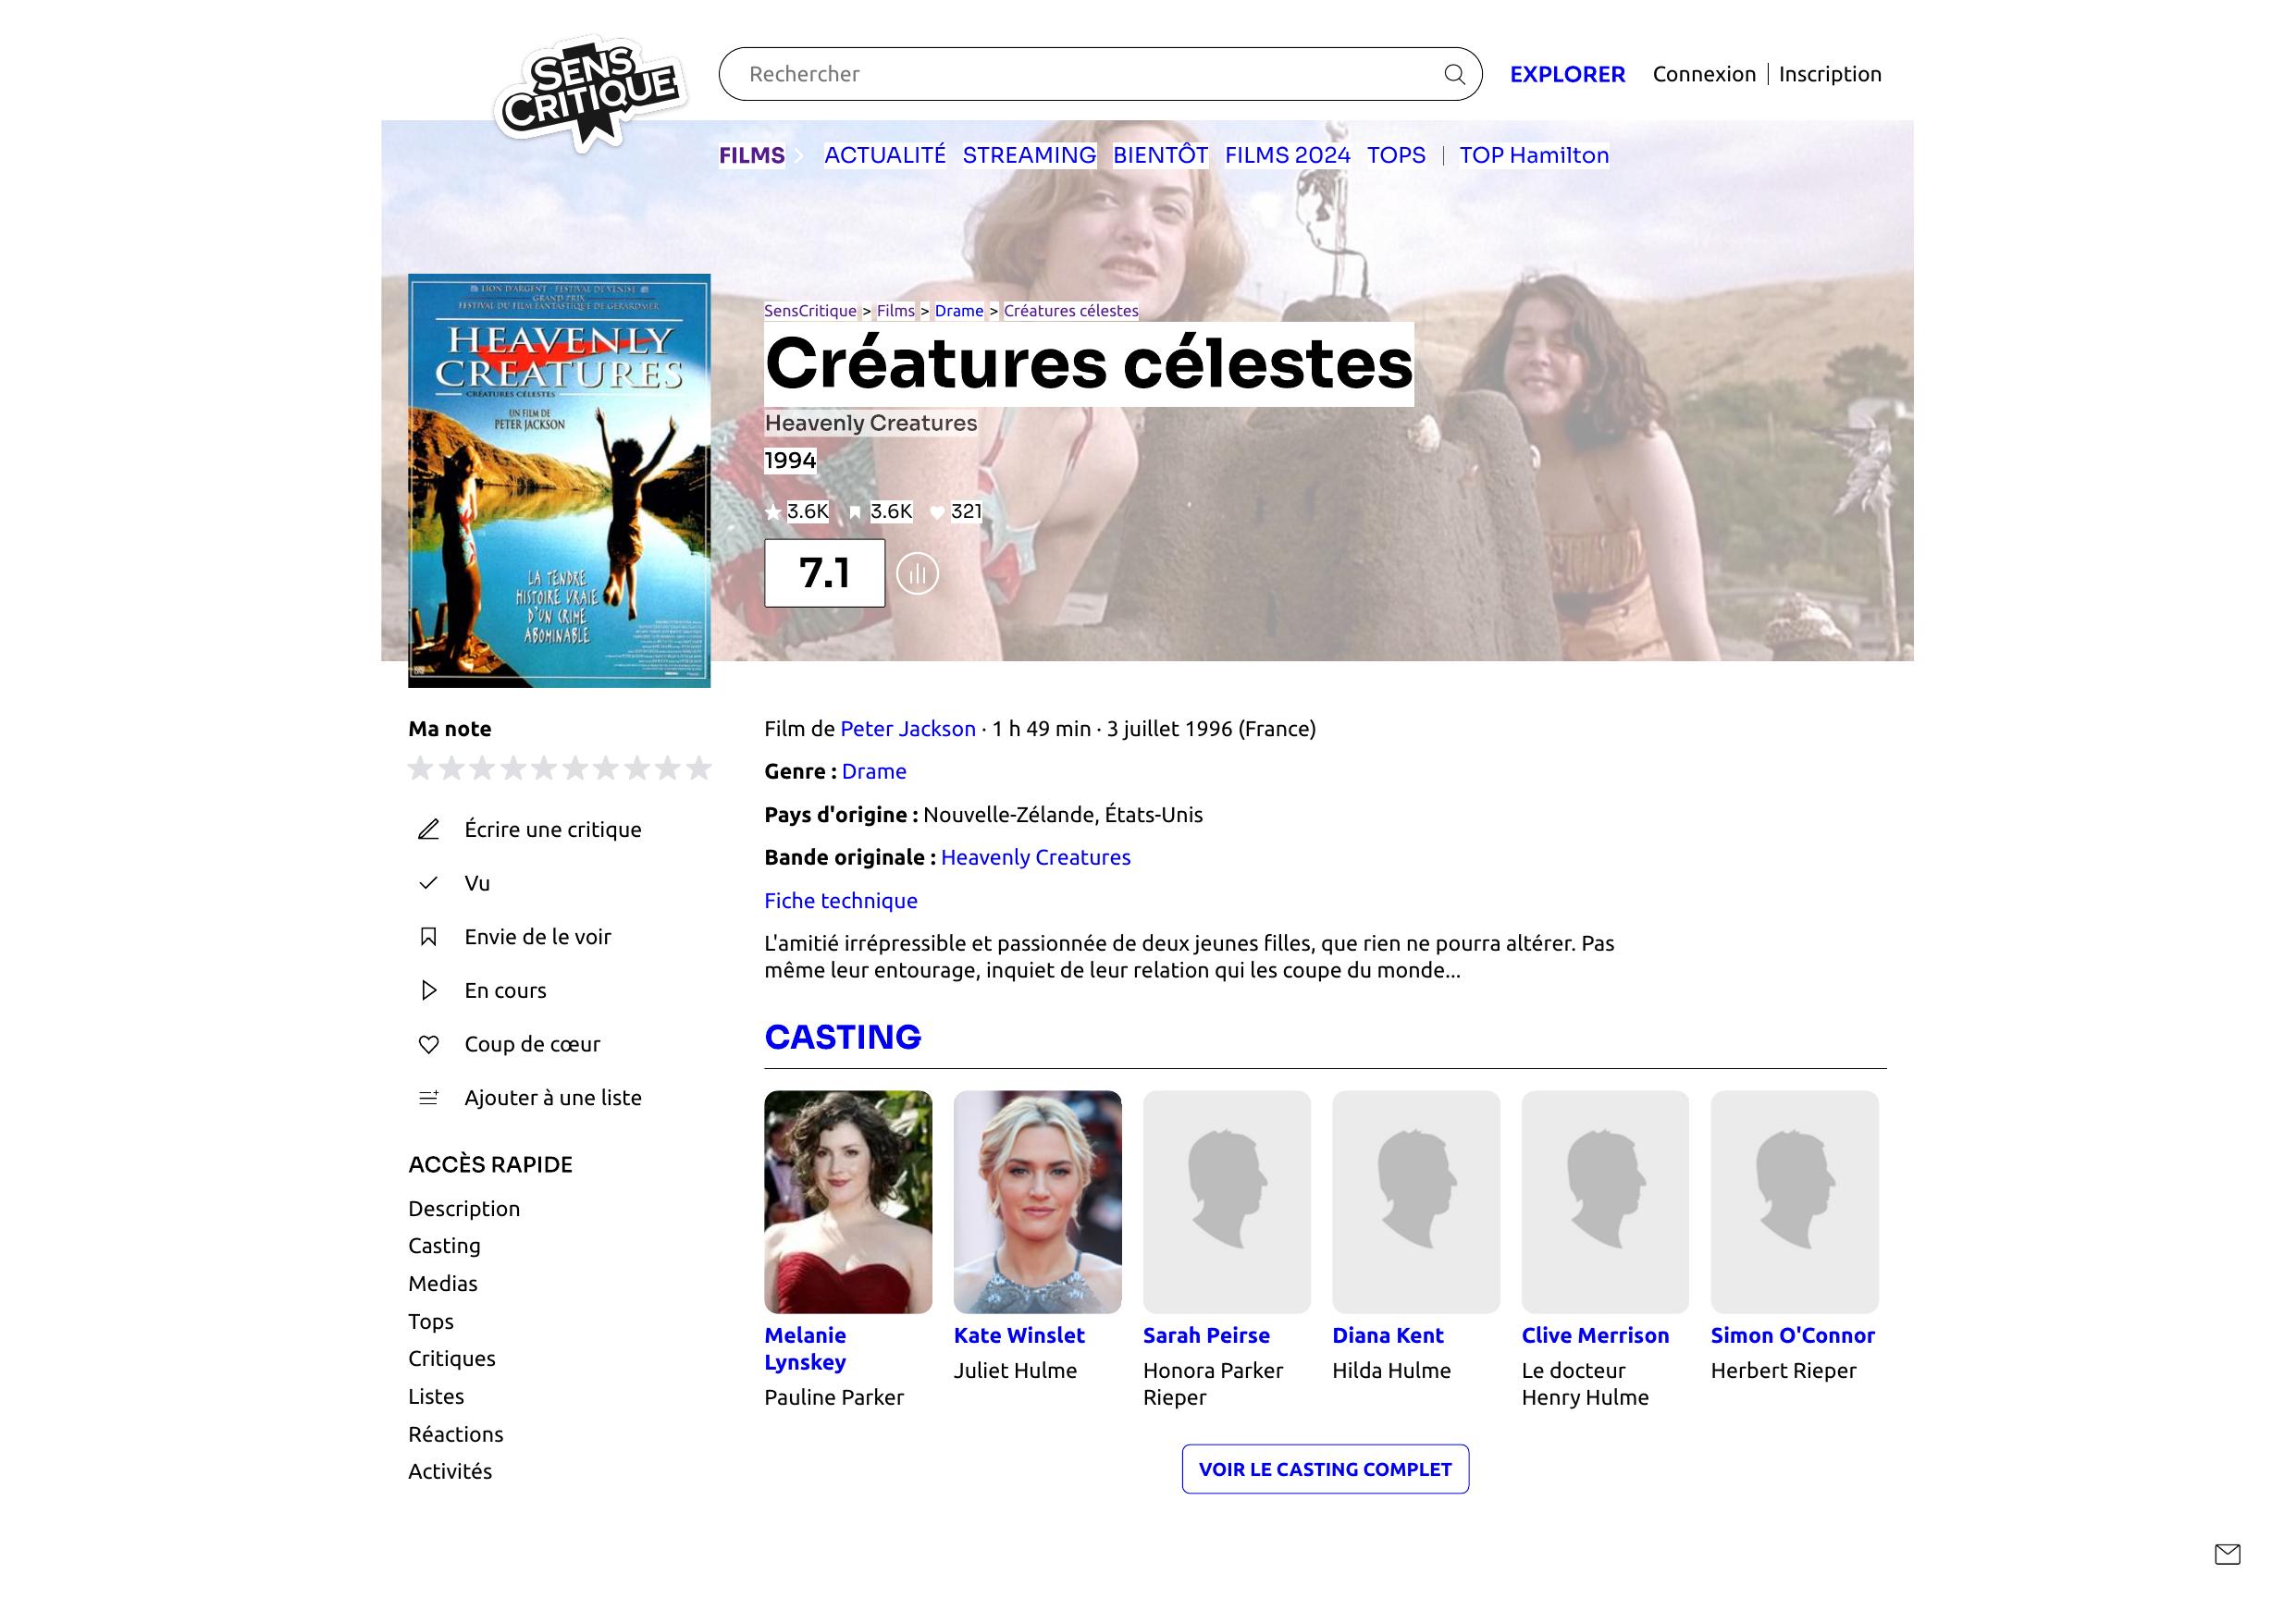 SENS
CRITIQUE
Rechercher
EXPLORER
Connexion
Inscription
FILMS
ACTUALITÉ
STREAMING
BIENTÔT
FILMS 2024
TOPS
TOP Hamilton
LION D'ARGENT - FESTIVAL DE VENISE
GRAND PRIX
FESTIVAL DU FILM FANTASTIQUE DE GERARDMER
HEAVENLY
CREATURES
CRÉATURES CÉLESTES
UN FILM DE
PETER JACKSON
LA TENDRE
HISTOIRE VRAIE
D'UN CRIME
ABOMINABLE
SensCritique > Films > Drame > Créatures célestes
Créatures célestes
Heavenly Creatures
1994
3.6K 3.6K 321
7.1
Ma note
Écrire une critique
Vu
Envie de le voir
En cours
Coup de cœur
Ajouter à une liste
ACCÈS RAPIDE
Description
Casting
Medias
Tops
Critiques
Listes
Réactions
Activités
Film de Peter Jackson · 1 h 49 min · 3 juillet 1996 (France)
Genre : Drame
Pays d'origine : Nouvelle-Zélande, États-Unis
Bande originale : Heavenly Creatures
Fiche technique
L'amitié irrépressible et passionnée de deux jeunes filles, que rien ne pourra altérer. Pas
même leur entourage, inquiet de leur relation qui les coupe du monde...
CASTING
Melanie
Lynskey
Pauline Parker
Kate Winslet
Juliet Hulme
Sarah Peirse
Honora Parker
Rieper
Diana Kent
Hilda Hulme
Clive Merrison
Le docteur
Henry Hulme
Simon O'Connor
Herbert Rieper
VOIR LE CASTING COMPLET